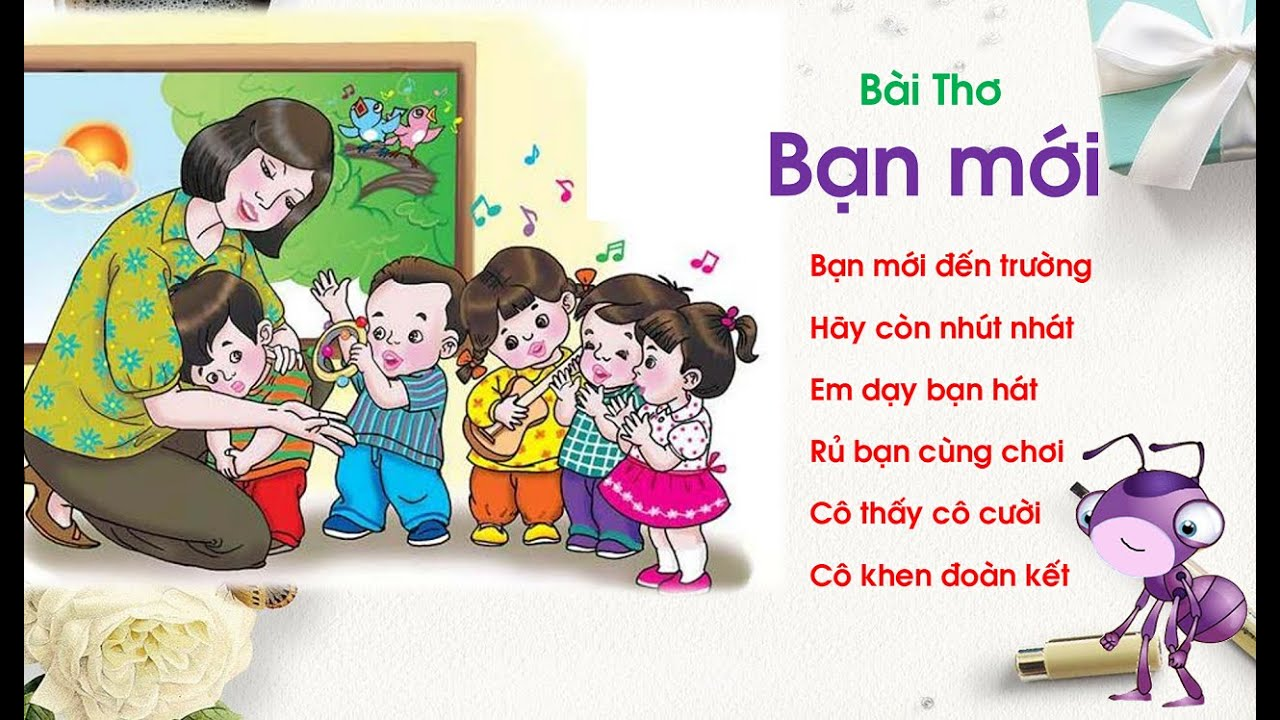 Bài Thơ
Bạn mới
Bạn mới đến trường
Hãy còn nhút nhát
Em dạy bạn hát
Rủ bạn cùng chơi
Cô thấy cô cười
Cô khen đoàn kết